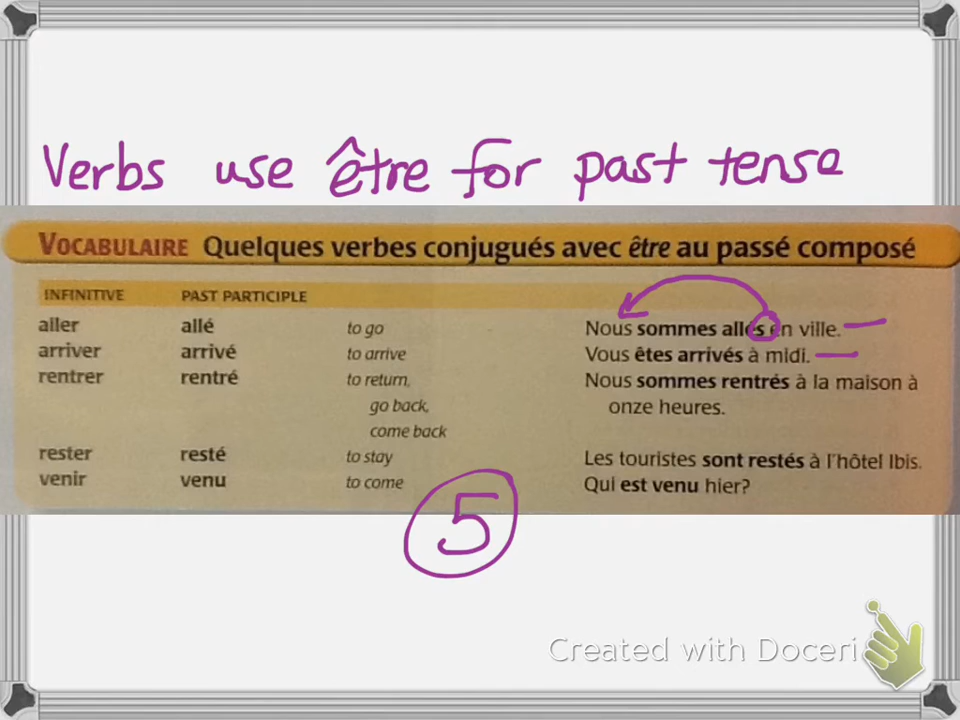 Verbs use être for past tense
VOCABULAIRE Quelques verbes conjugués avec être au passé composé
INFINITIVE PAST PARTICIPLE
aller allé to go Nous sommes allés en ville.
arriver arrivé to arrive Vous êtes arrivés à midi.
rentrer rentré to return, Nous sommes rentrés à la maison à
go back, onze heures.
come back
rester resté to stay Les touristes sont restés à l'hôtel Ibis.
venir venu to come Qui est venu hier?
5
Created with Doceri